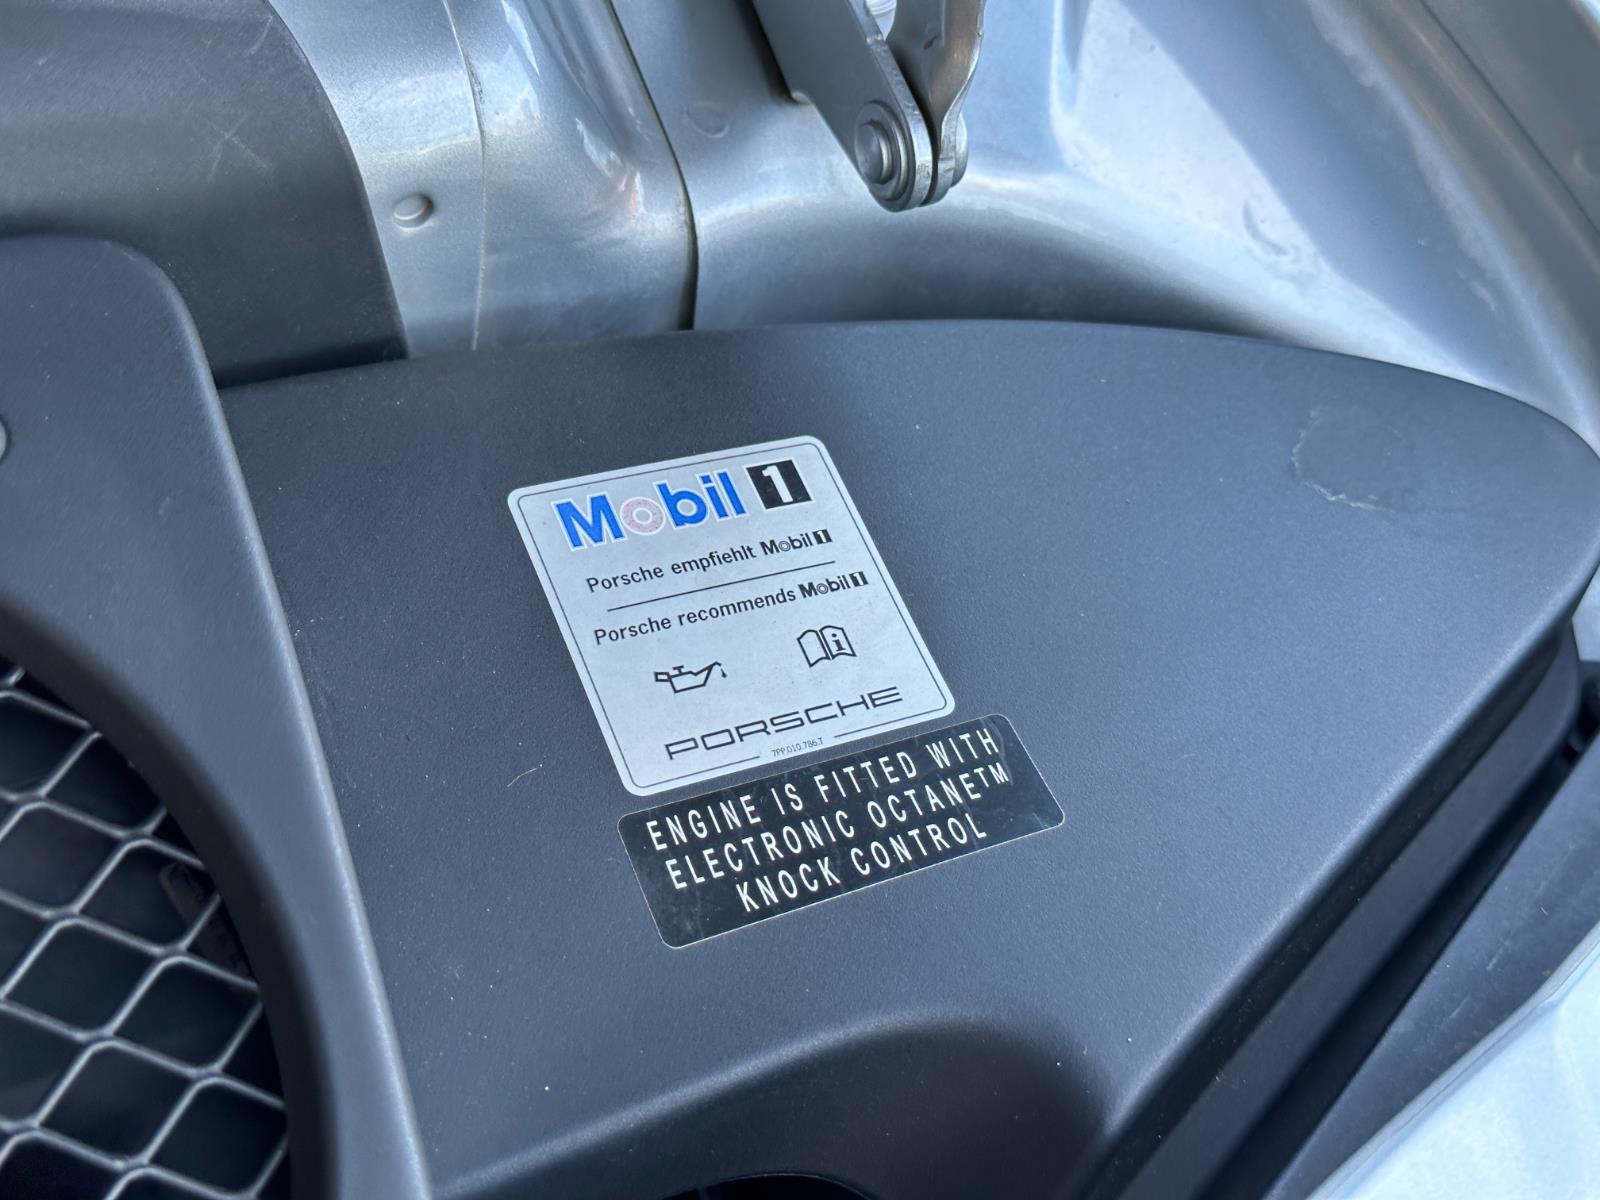 Mobil 1
Porsche empfiehlt Mobil 1
Porsche recommends Mobil 1
PORSCHE
7PP.010.786.T
ENGINE IS FITTED WITH
ELECTRONIC OCTANE™
KNOCK CONTROL